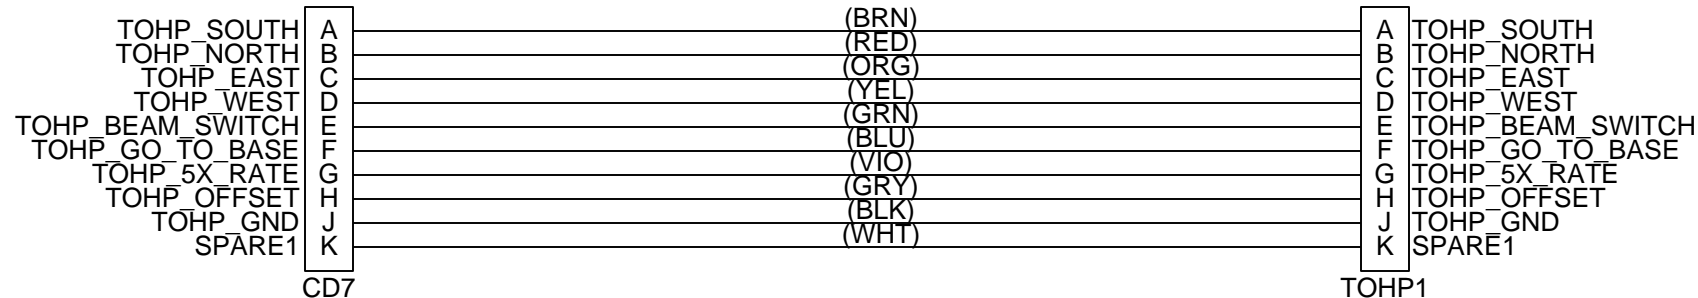 (BRN)
TOHP_SOUTH A A TOHP_SOUTH
(RED)
TOHP_NORTH B B TOHP_NORTH
(ORG)
TOHP_EAST C C TOHP_EAST
(YEL)
TOHP_WEST D D TOHP_WEST
(GRN)
TOHP_BEAM_SWITCH E E TOHP_BEAM_SWITCH
(BLU)
TOHP_GO_TO_BASE F F TOHP_GO_TO_BASE
(VIO)
TOHP_5X_RATE G G TOHP_5X_RATE
(GRY)
TOHP_OFFSET H H TOHP_OFFSET
(BLK)
TOHP_GND J J TOHP_GND
(WHT)
SPARE1 K K SPARE1
CD7 TOHP1